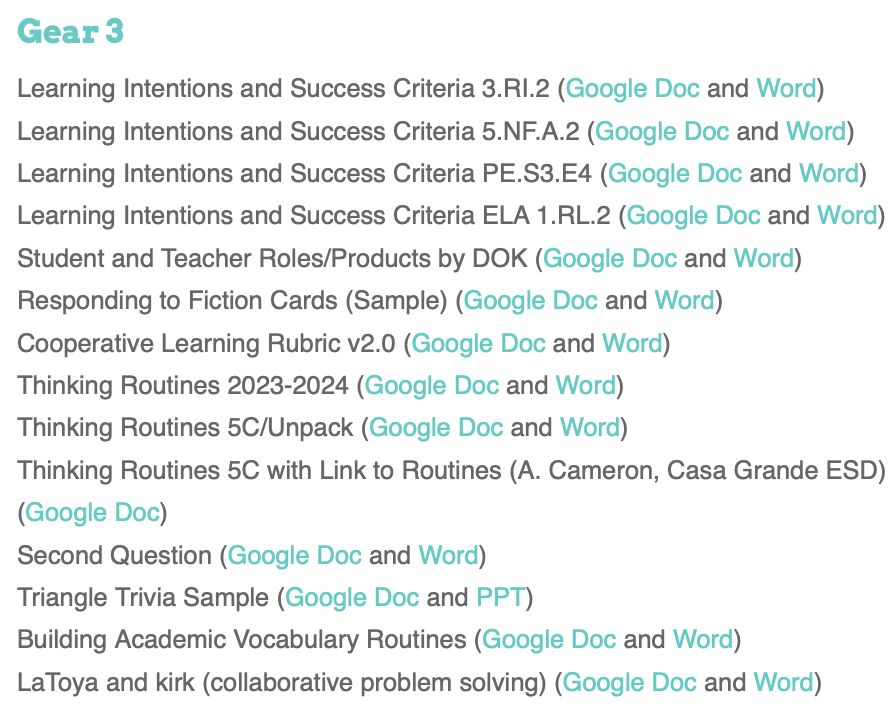 Gear 3
Learning Intentions and Success Criteria 3.RI.2 (Google Doc and Word)
Learning Intentions and Success Criteria 5.NF.A.2 (Google Doc and Word)
Learning Intentions and Success Criteria PE.S3.E4 (Google Doc and Word)
Learning Intentions and Success Criteria ELA 1.RL.2 (Google Doc and Word)
Student and Teacher Roles/Products by DOK (Google Doc and Word)
Responding to Fiction Cards (Sample) (Google Doc and Word)
Cooperative Learning Rubric v2.0 (Google Doc and Word)
Thinking Routines 2023-2024 (Google Doc and Word)
Thinking Routines 5C/Unpack (Google Doc and Word)
Thinking Routines 5C with Link to Routines (A. Cameron, Casa Grande ESD)
(Google Doc)
Second Question (Google Doc and Word)
Triangle Trivia Sample (Google Doc and PPT)
Building Academic Vocabulary Routines (Google Doc and Word)
LaToya and kirk (collaborative problem solving) (Google Doc and Word)